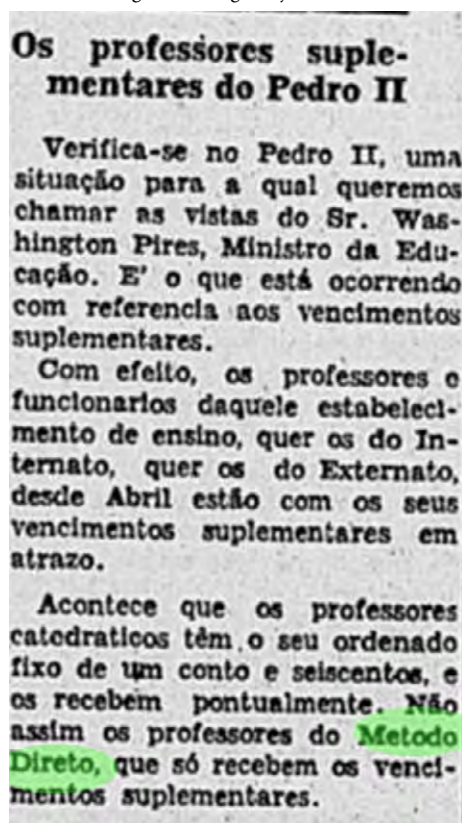 Os professores suple-
mentares do Pedro II
Verifica-se no Pedro II, uma
situação para a qual queremos
chamar as vistas do Sr. Was-
hington Pires, Ministro da Edu-
cação. E' o que está ocorrendo
com referencia aos vencimentos
suplementares.
Com efeito, os professores e
funcionarios daquele estabeleci-
mento de ensino, quer os do In-
ternato, quer os do Externato,
desde Abril estão com os seus
vencimentos suplementares em
atrazo.
Acontece que os professores
catedraticos têm o seu ordenado
fixo de um conto e seiscentos, e
os recebem pontualmente. Não
assim os professores do Metodo
Direto, que só recebem os venci-
mentos suplementares.